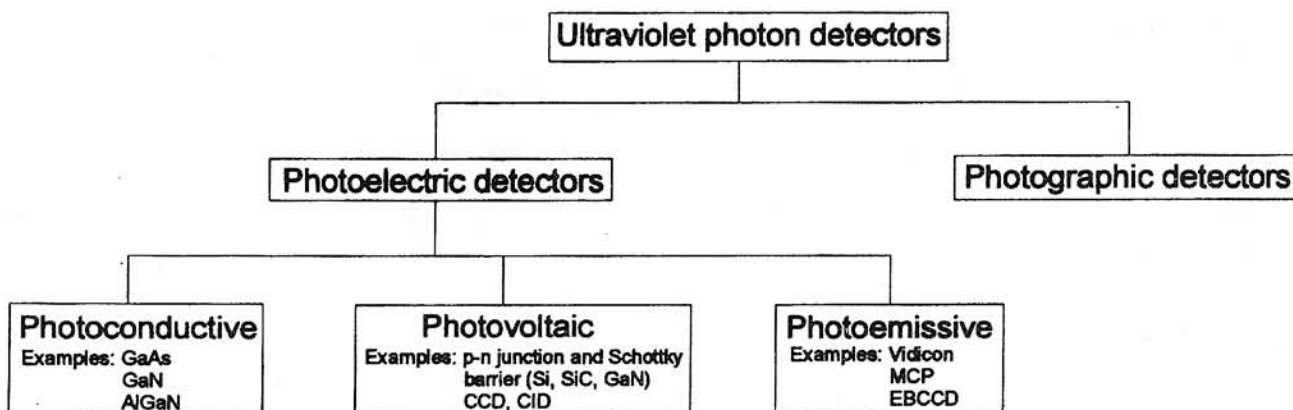 Ultraviolet photon detectors
Photoelectric detectors
Photographic detectors
Photoconductive
Examples: GaAs
GaN
AlGaN
Photovoltaic
Examples: p-n junction and Schottky
barrier (Si, SiC, GaN)
CCD, CID
Photoemissive
Examples: Vidicon
MCP
EBCCD